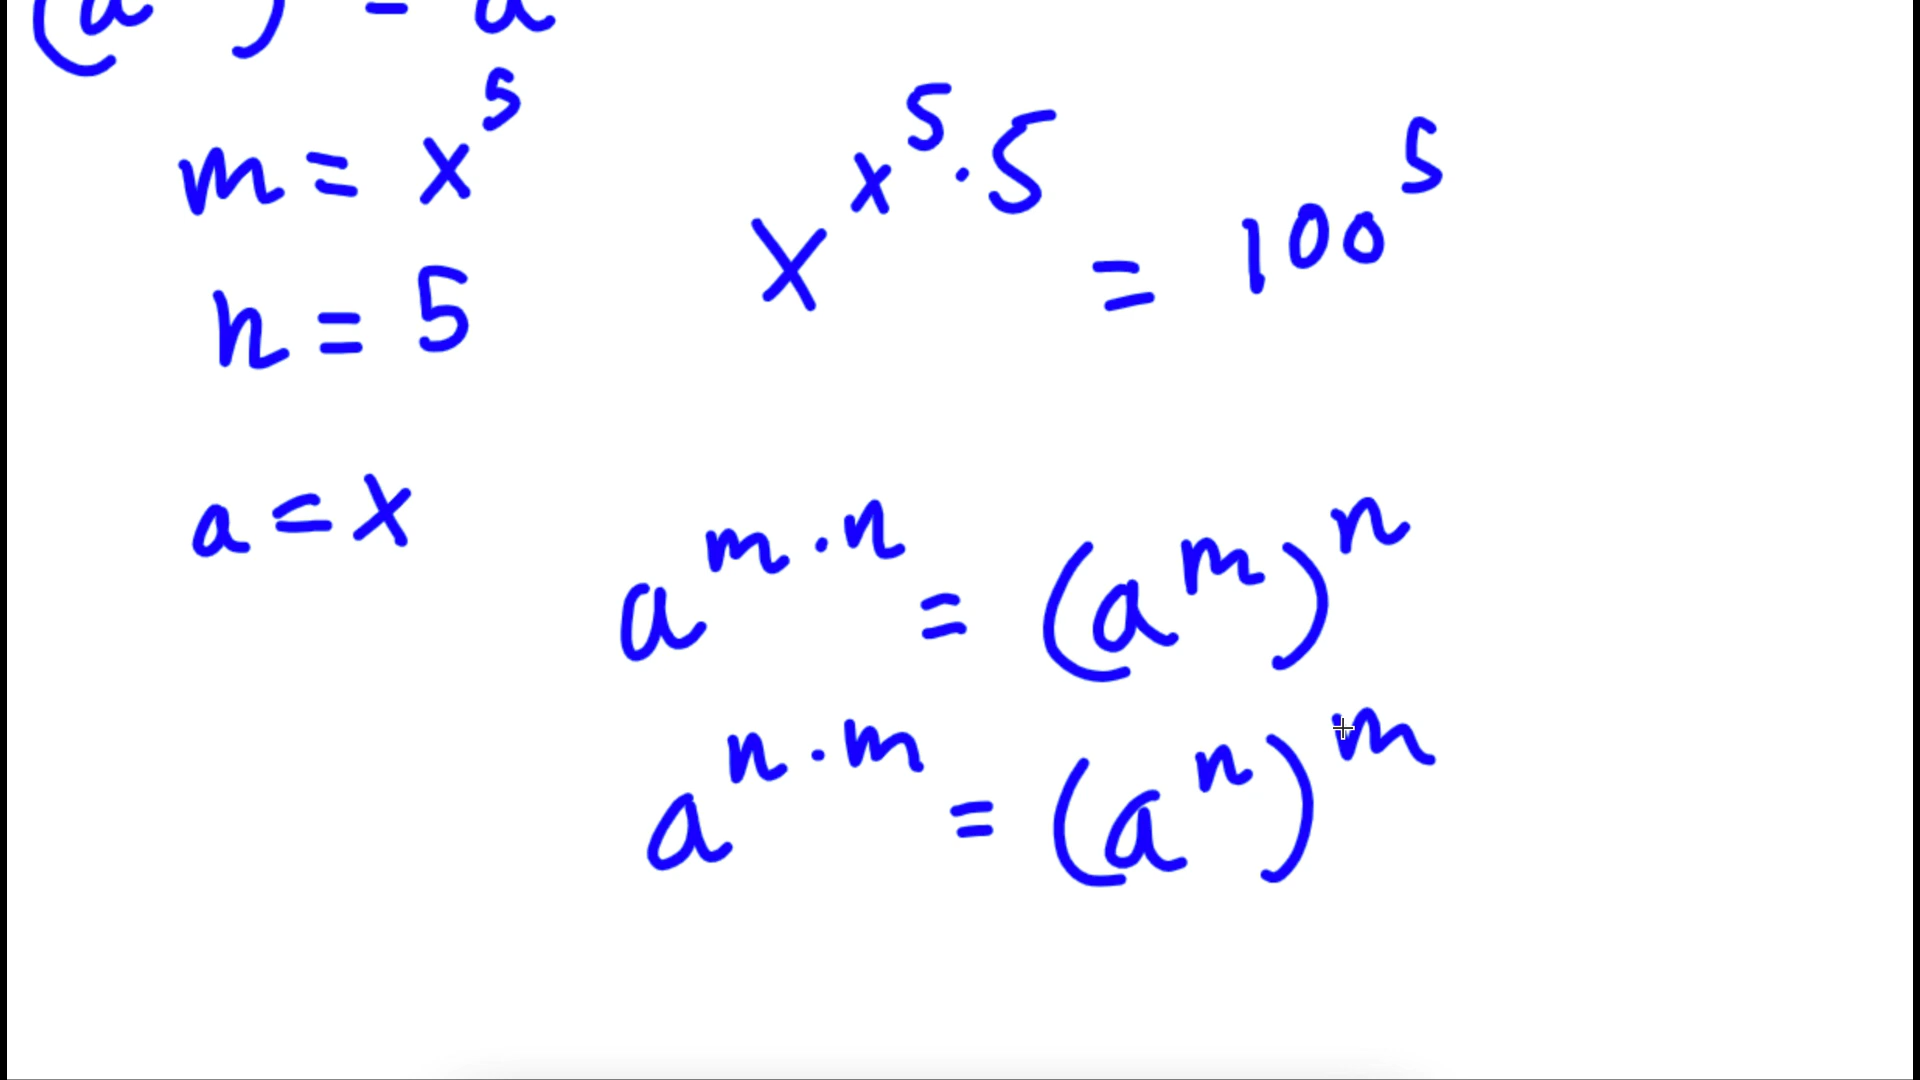 (a ) = a
m = x^5
x^{x^5 · 5} = 100^5
n = 5
a = x
a^{m · n} = (a^m)^n
a^{n · m} = (a^n)^m